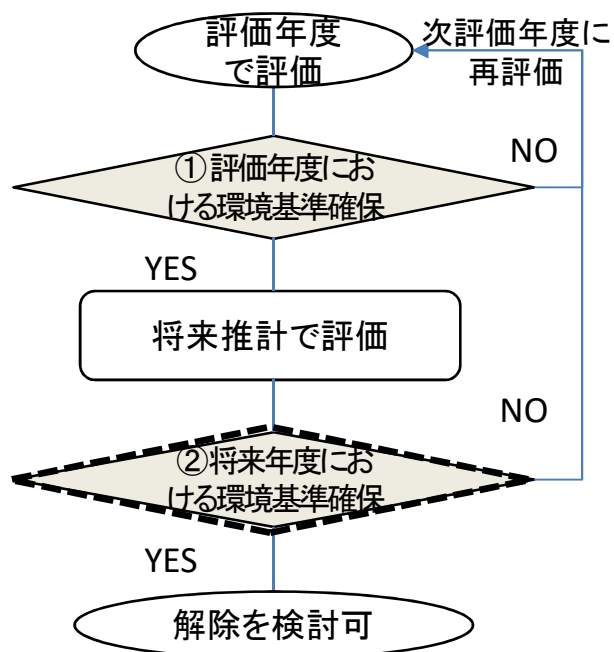 評価年度
で評価
次評価年度に
再評価
①評価年度にお
ける環境基準確保
NO
YES
将来推計で評価
NO
②将来年度にお
ける環境基準確保
YES
解除を検討可